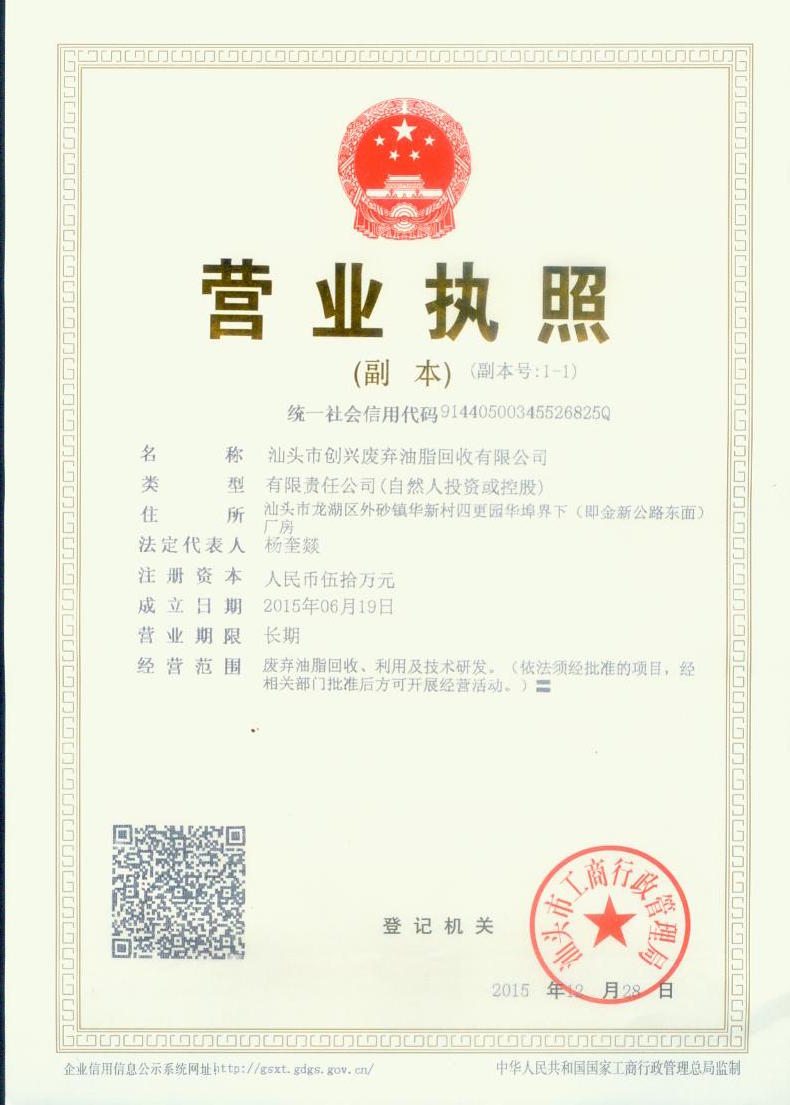 营业执照
(副 本) (副本号:1-1)
统一社会信用代码91440500345526825Q
名 称 汕头市创兴废弃油脂回收有限公司
类 型 有限责任公司(自然人投资或控股)
住 所 汕头市龙湖区外砂镇华新村四更园华埠界下（即金新公路东面）
厂房
法定代表人 杨奎燚
注册资本 人民币伍拾万元
成立日期 2015年06月19日
营业期限 长期
经营范围 废弃油脂回收、利用及技术研发。（依法须经批准的项目，经
相关部门批准后方可开展经营活动。）〓
汕头市工商行政管理局
登记机关
2015 年12 月28 日
企业信用信息公示系统网址http://gsxt.gdgs.gov.cn/ 中华人民共和国国家工商行政管理总局监制